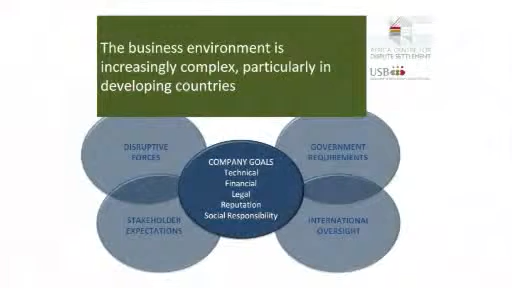 The business environment is
increasingly complex, particularly in
developing countries
AFRICA CENTRE FOR
DISPUTE SETTLEMENT
USB
DISRUPTIVE
FORCES
GOVERNMENT
REQUIREMENTS
COMPANY GOALS
Technical
Financial
Legal
Reputation
Social Responsibility
STAKEHOLDER
EXPECTATIONS
INTERNATIONAL
OVERSIGHT